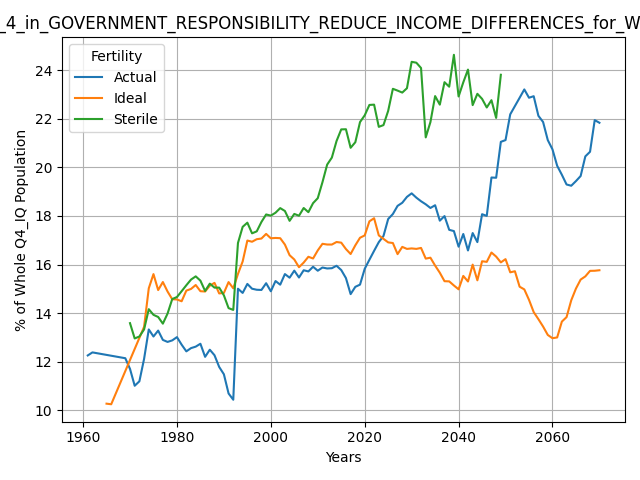 _4_in_GOVERNMENT_RESPONSIBILITY_REDUCE_INCOME_DIFFERENCES_for_W
Fertility
Actual
Ideal
Sterile
% of Whole Q4_IQ Population
24
22
20
18
16
14
12
10
1960 1980 2000 2020 2040 2060
Years